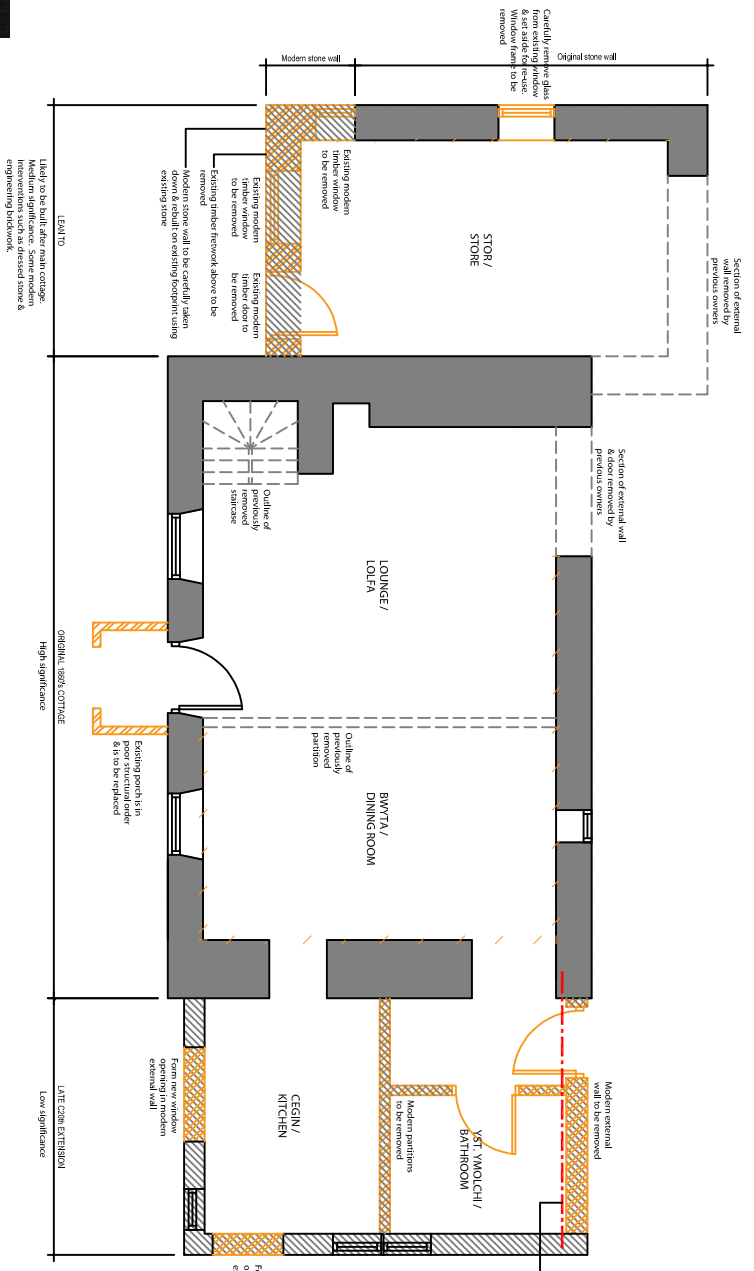 Carefully remove glass
from existing window
& set aside for re-use.
Window frame to be
removed
Modern stone wall
Original stone wall
Section of external
wall removed by
previous owners
Existing modern
timber window
to be removed
STOR /
STORE
Existing modern
timber window
to be removed
Existing modern
timber door to
be removed
Existing timber fretwork above to be
removed
Modern stone wall to be carefully taken
down & rebuilt on existing footprint using
existing stone
LEAN TO
Likely to be built after main cottage.
Medium significance. Some modern
interventions such as dressed stone &
engineering brickwork.
Section of external wall
& door removed by
previous owners
Outline of
previously
removed
staircase
LOUNGE /
LOLFA
ORIGINAL 1860's COTTAGE
High significance
Outline of
previously
removed
partition
BWYTA /
DINING ROOM
Existing porch is in
poor structural order
& is to be replaced
Modern external
wall to be removed
Modern partitions
to be removed
YST. YMOLCHI /
BATHROOM
CEGIN /
KITCHEN
Form new window
opening in modern
external wall
LATE C20th EXTENSION
Low significance